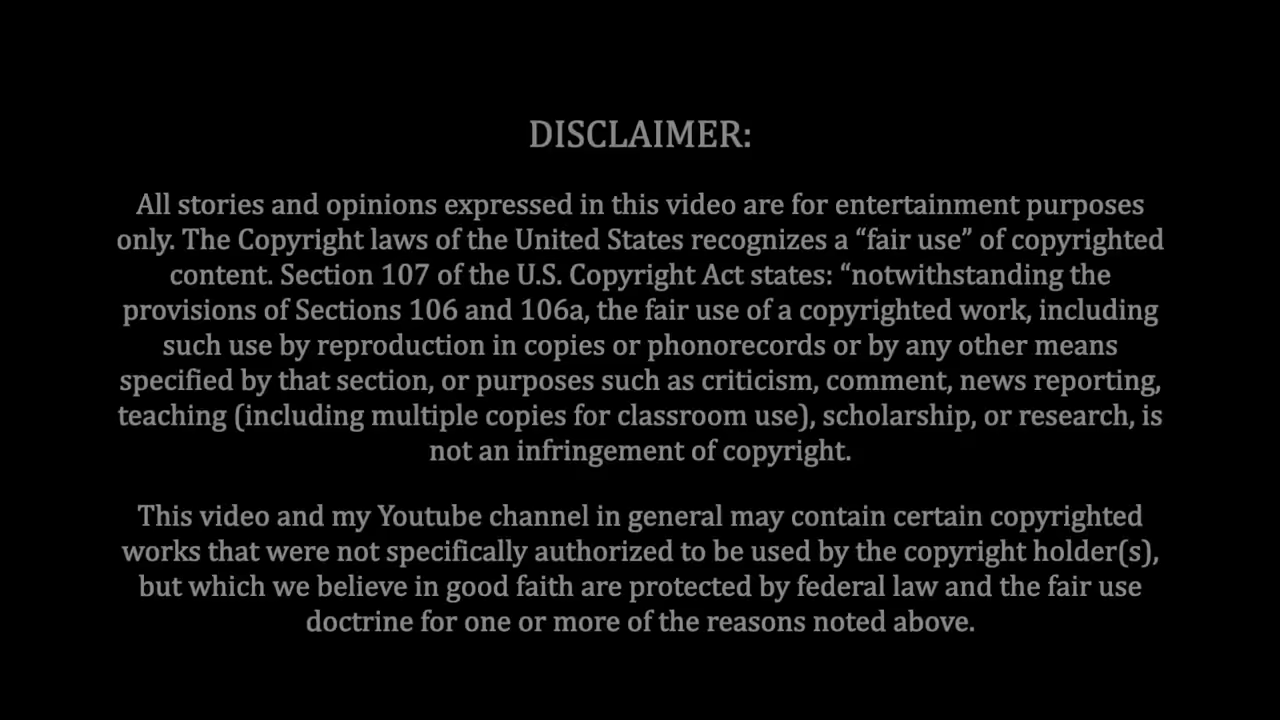 DISCLAIMER:
All stories and opinions expressed in this video are for entertainment purposes
only. The Copyright laws of the United States recognizes a “fair use” of copyrighted
content. Section 107 of the U.S. Copyright Act states: “notwithstanding the
provisions of Sections 106 and 106a, the fair use of a copyrighted work, including
such use by reproduction in copies or phonorecords or by any other means
specified by that section, or purposes such as criticism, comment, news reporting,
teaching (including multiple copies for classroom use), scholarship, or research, is
not an infringement of copyright.
This video and my Youtube channel in general may contain certain copyrighted
works that were not specifically authorized to be used by the copyright holder(s),
but which we believe in good faith are protected by federal law and the fair use
doctrine for one or more of the reasons noted above.